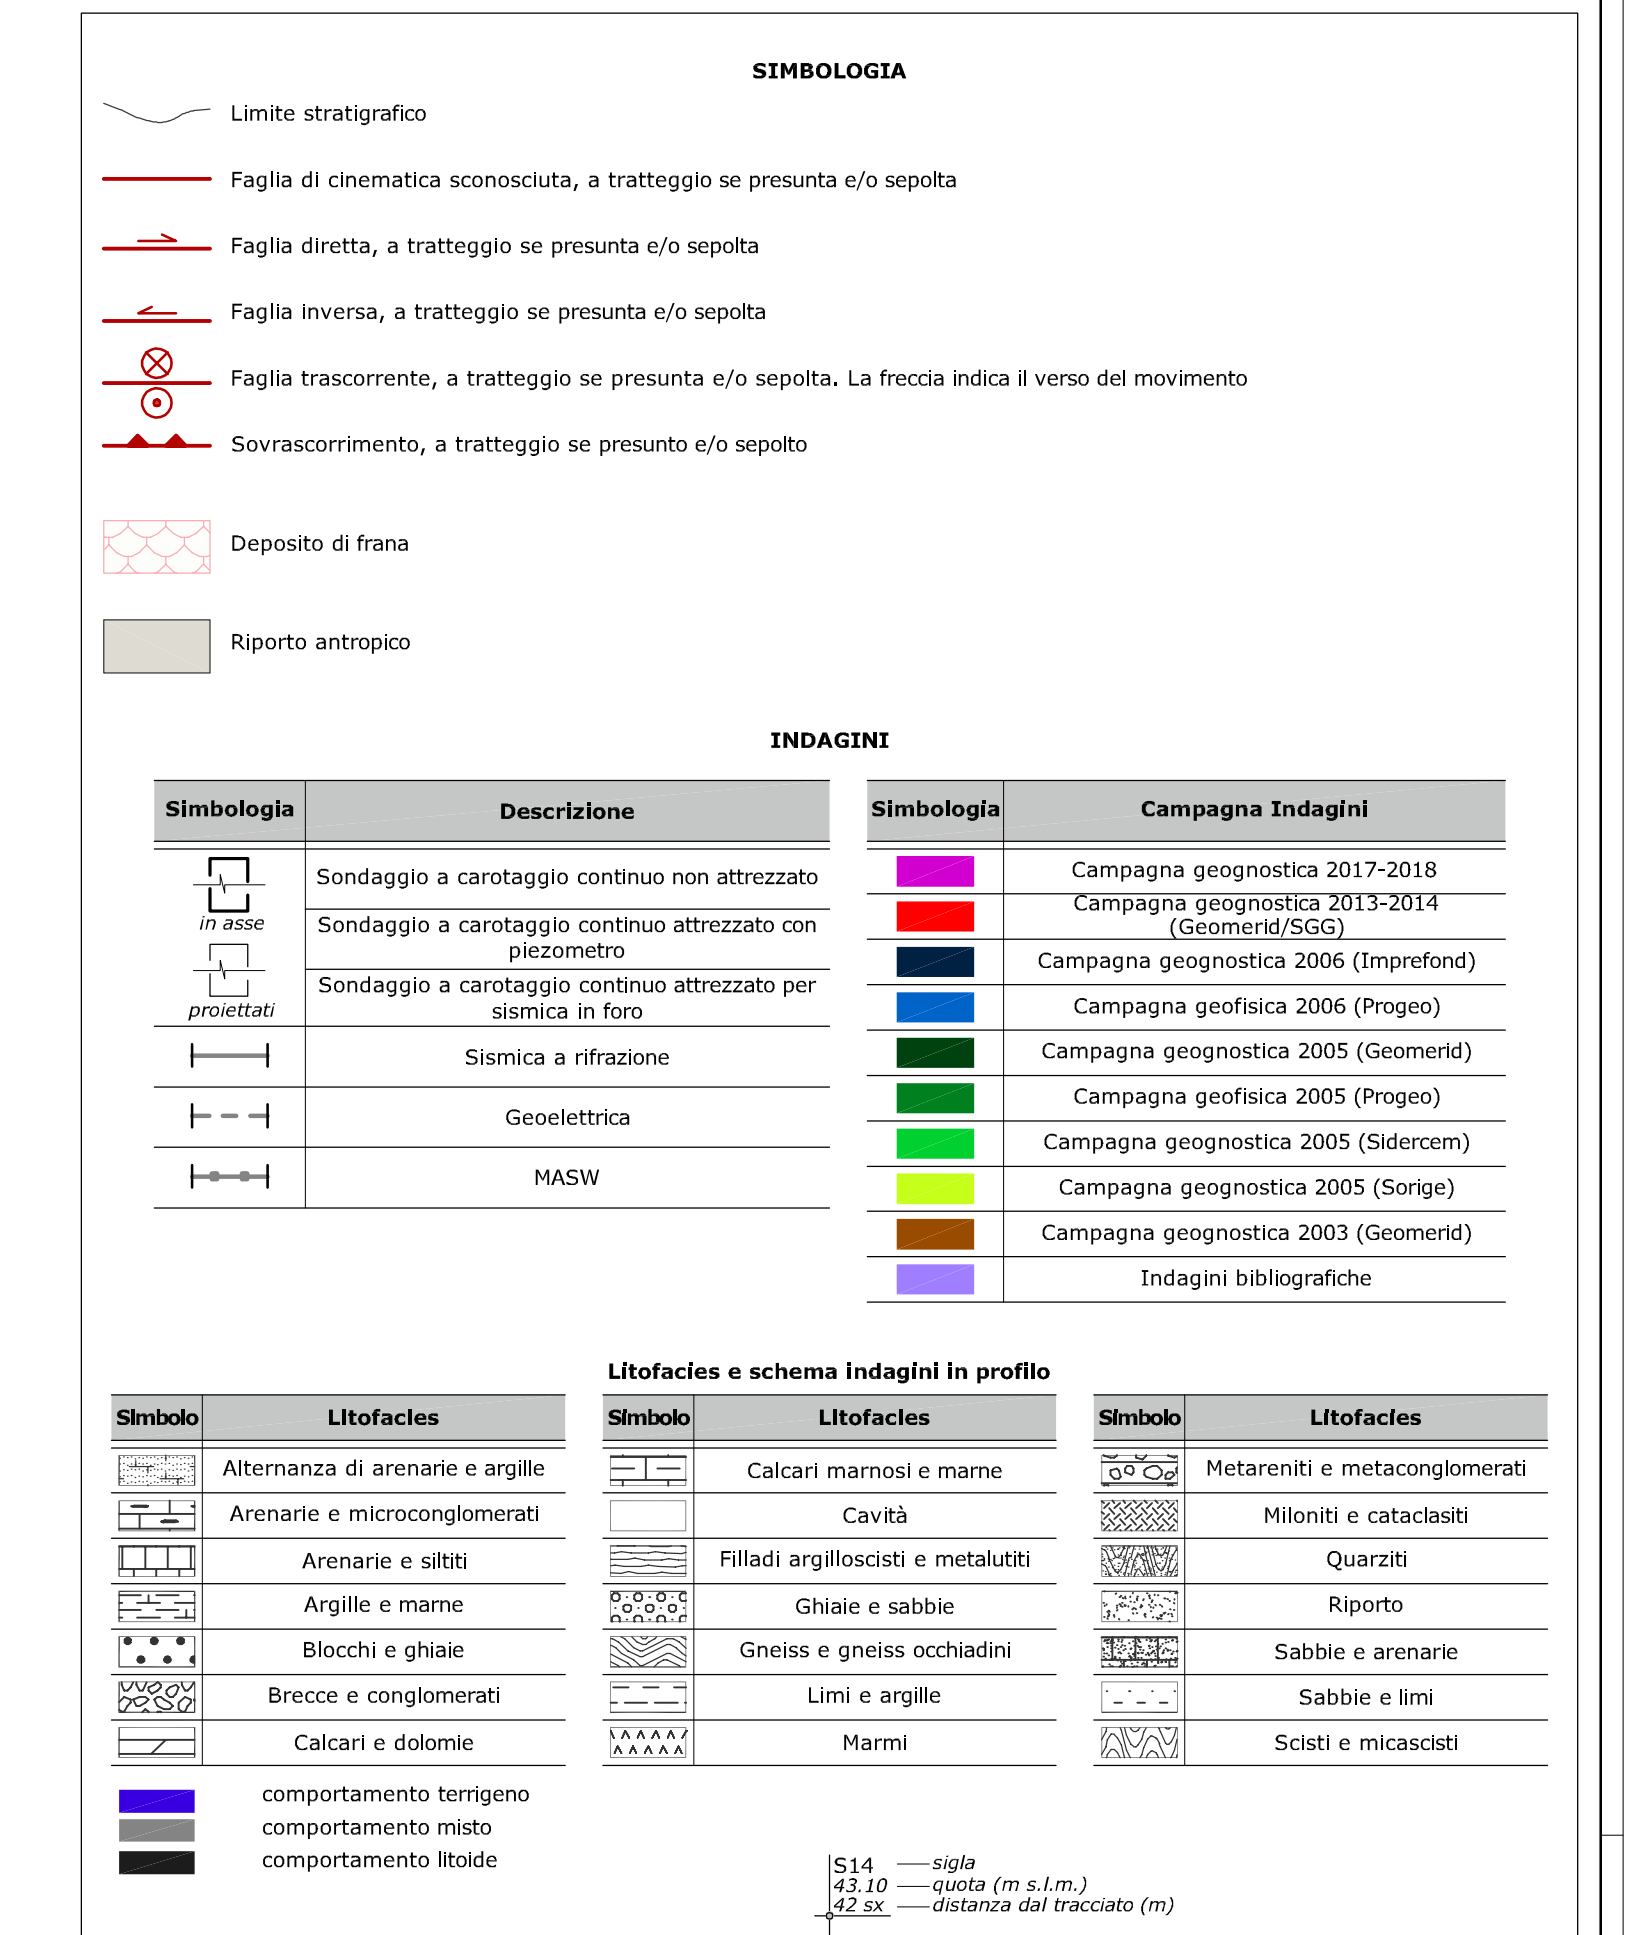 SIMBOLOGIA
Limite stratigrafico
Faglia di cinematica sconosciuta, a tratteggio se presunta e/o sepolta
Faglia diretta, a tratteggio se presunta e/o sepolta
Faglia inversa, a tratteggio se presunta e/o sepolta
Faglia trascorrente, a tratteggio se presunta e/o sepolta. La freccia indica il verso del movimento
Sovrascorrimento, a tratteggio se presunto e/o sepolto
Deposito di frana
Riporto antropico
INDAGINI
Simbologia Descrizione
in asse
proiettati
Sondaggio a carotaggio continuo non attrezzato
Sondaggio a carotaggio continuo attrezzato con
piezometro
Sondaggio a carotaggio continuo attrezzato per
sismica in foro
Sismica a rifrazione
Geoelettrica
MASW
Simbologia Campagna Indagini
Campagna geognostica 2017-2018
Campagna geognostica 2013-2014
(Geomerid/SGG)
Campagna geognostica 2006 (Imprefond)
Campagna geofisica 2006 (Progeo)
Campagna geognostica 2005 (Geomerid)
Campagna geofisica 2005 (Progeo)
Campagna geognostica 2005 (Sidercem)
Campagna geognostica 2005 (Sorige)
Campagna geognostica 2003 (Geomerid)
Indagini bibliografiche
Litofacies e schema indagini in profilo
Simbolo Litofacies
Alternanza di arenarie e argille
Arenarie e microconglomerati
Arenarie e siltiti
Argille e marne
Blocchi e ghiaie
Brecce e conglomerati
Calcari e dolomie
Simbolo Litofacies
Calcari marnosi e marne
Cavità
Filladi argilloscisti e metalutiti
Ghiaie e sabbie
Gneiss e gneiss occhiadini
Limi e argille
Marmi
Simbolo Litofacies
Metareniti e metaconglomerati
Miloniti e cataclasiti
Quarziti
Riporto
Sabbie e arenarie
Sabbie e limi
Scisti e micascisti
comportamento terrigeno
comportamento misto
comportamento litoide
S14 sigla
43.10 quota (m s.l.m.)
42 sx distanza dal tracciato (m)